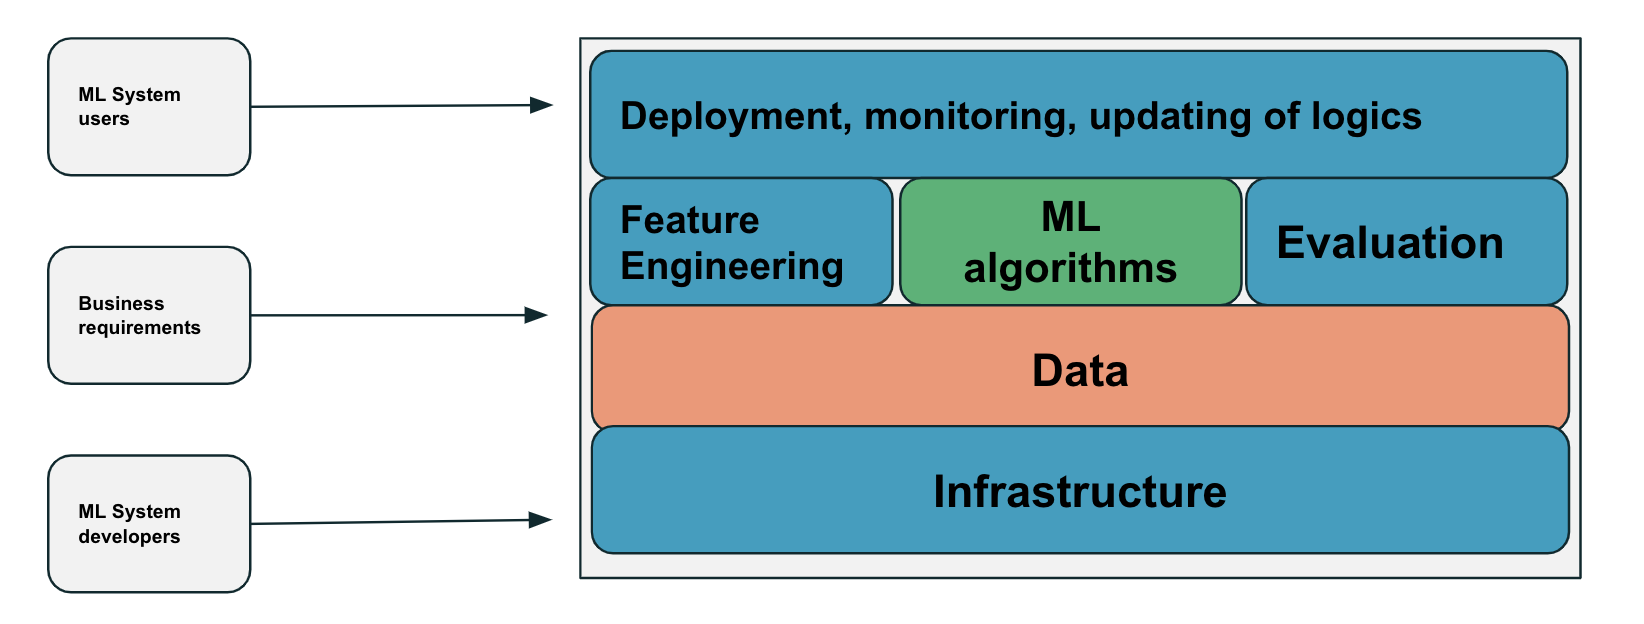 ML System
users
Business
requirements
ML System
developers
Deployment, monitoring, updating of logics
Feature
Engineering
ML
algorithms
Evaluation
Data
Infrastructure